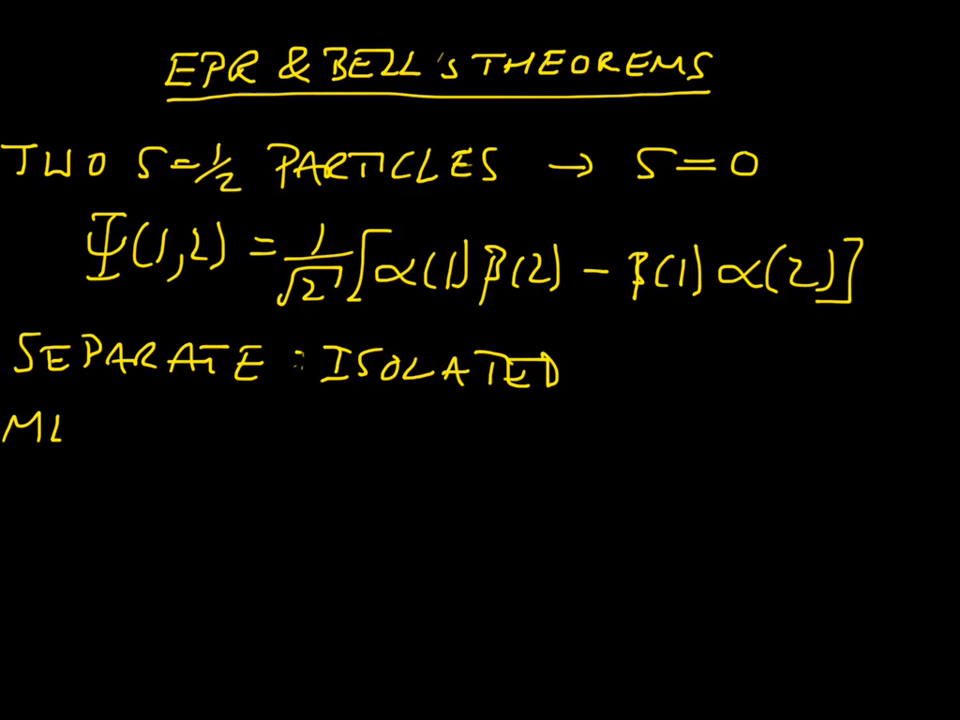 EPR & BELL'S THEOREMS
TWO S=1/2 PARTICLES → S=0
Ψ(1,2) = 1/√2 [α(1)β(2) − β(1)α(2)]
SEPARATE : ISOLATED